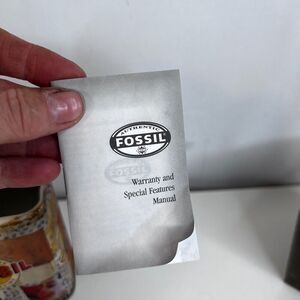 AUTHENTIC
FOSSIL
Warranty and
Special Features
Manual